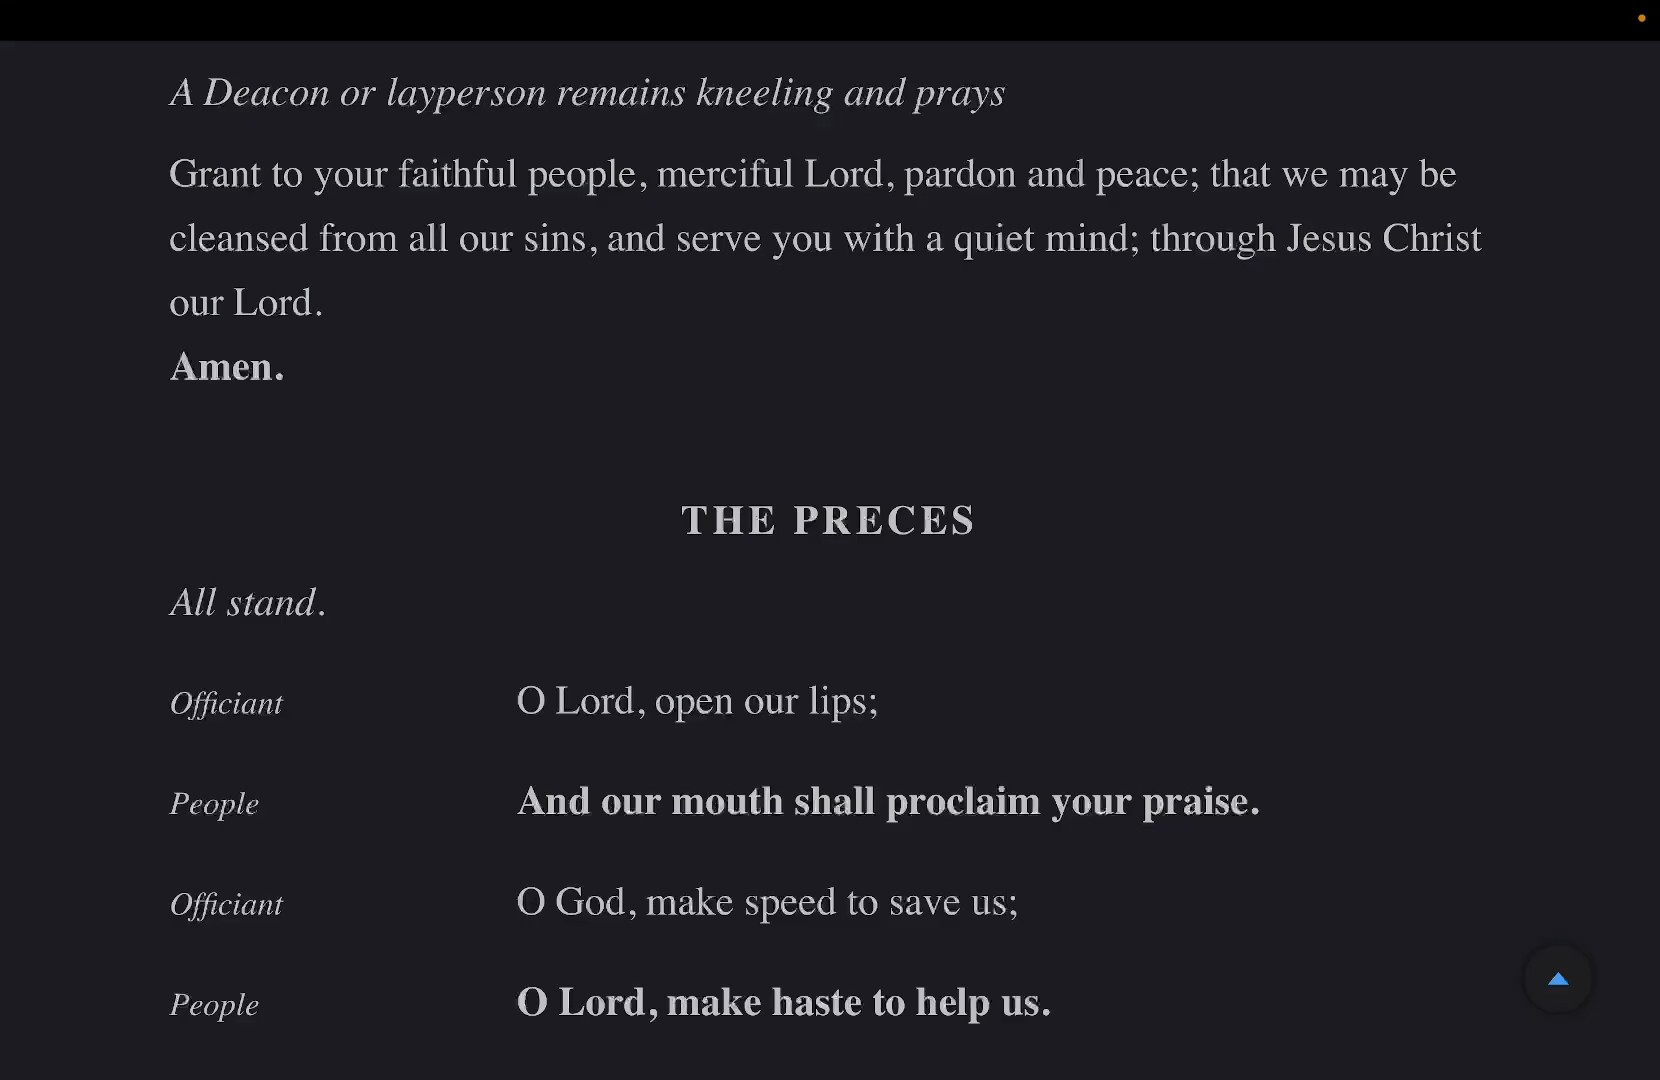 A Deacon or layperson remains kneeling and prays
Grant to your faithful people, merciful Lord, pardon and peace; that we may be
cleansed from all our sins, and serve you with a quiet mind; through Jesus Christ
our Lord.
Amen.
THE PRECES
All stand.
Officiant O Lord, open our lips;
People And our mouth shall proclaim your praise.
Officiant O God, make speed to save us;
People O Lord, make haste to help us.